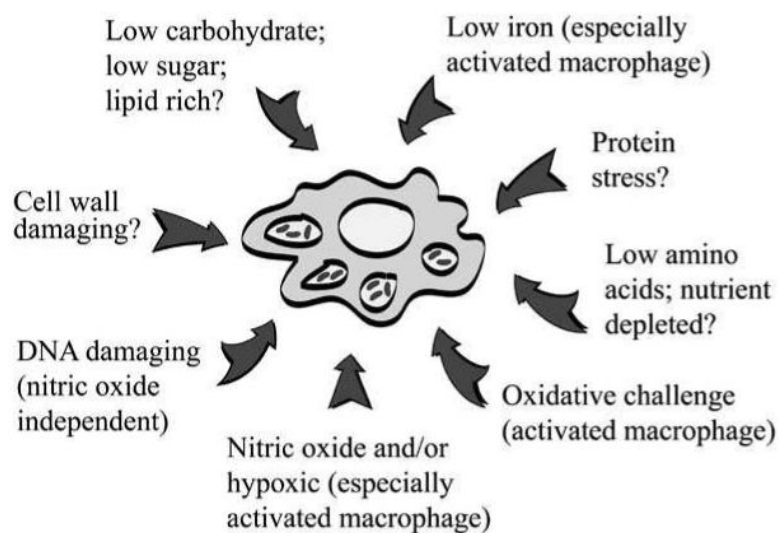 Low carbohydrate;
low sugar;
lipid rich?
Low iron (especially
activated macrophage)
Protein
stress?
Cell wall
damaging?
Low amino
acids; nutrient
depleted?
DNA damaging
(nitric oxide
independent)
Oxidative challenge
(activated macrophage)
Nitric oxide and/or
hypoxic (especially
activated macrophage)